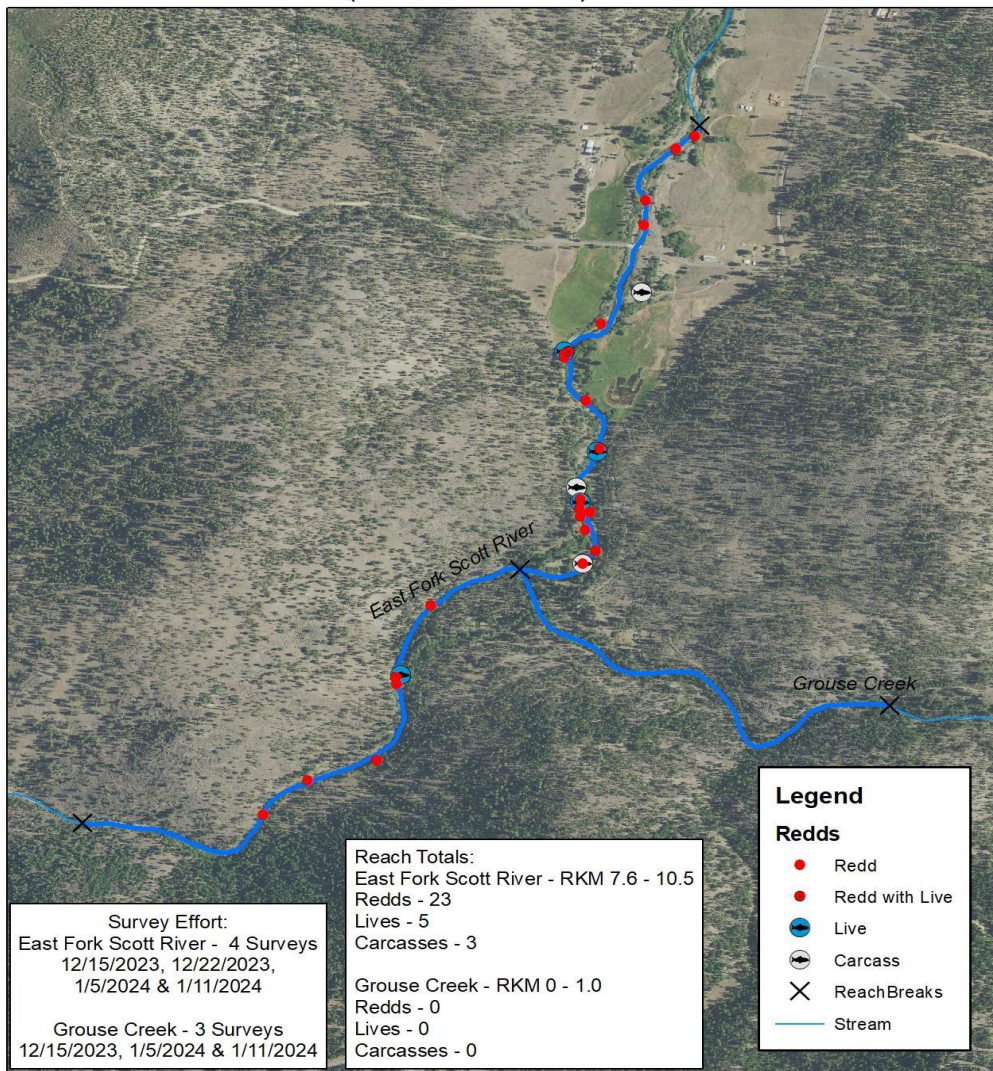 East Fork Scott River
Grouse Creek
Survey Effort:
East Fork Scott River - 4 Surveys
12/15/2023, 12/22/2023,
1/5/2024 & 1/11/2024
Grouse Creek - 3 Surveys
12/15/2023, 1/5/2024 & 1/11/2024
Reach Totals:
East Fork Scott River - RKM 7.6 - 10.5
Redds - 23
Lives - 5
Carcasses - 3
Grouse Creek - RKM 0 - 1.0
Redds - 0
Lives - 0
Carcasses - 0
Legend
Redds
Redd
Redd with Live
Live
Carcass
ReachBreaks
Stream